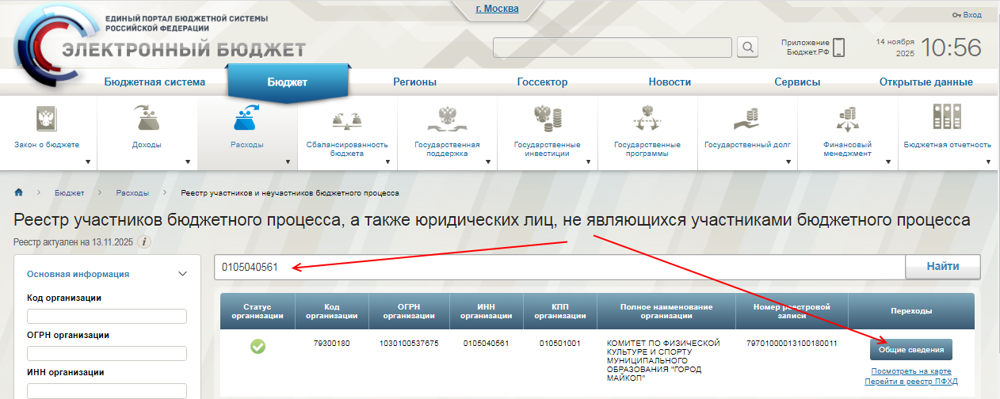 г. Москва
Вход
ЕДИНЫЙ ПОРТАЛ БЮДЖЕТНОЙ СИСТЕМЫ
РОССИЙСКОЙ ФЕДЕРАЦИИ
ЭЛЕКТРОННЫЙ БЮДЖЕТ
Приложение
Бюджет.РФ
14 ноября
2025
10:56
Бюджетная система
Бюджет
Регионы
Госсектор
Новости
Сервисы
Открытые данные
Закон о бюджете
Доходы
Расходы
Сбалансированность
бюджета
Государственная
поддержка
Государственные
инвестиции
Государственные
программы
Государственный долг
Финансовый
менеджмент
Бюджетная отчетность
Бюджет
Расходы
Реестр участников и неучастников бюджетного процесса
Реестр участников бюджетного процесса, а также юридических лиц, не являющихся участниками бюджетного процесса
Реестр актуален на 13.11.2025 i
Основная информация
Код организации
ОГРН организации
ИНН организации
0105040561
Найти
Статус
организации
Код
организации
ОГРН
организации
ИНН
организации
КПП
организации
Полное наименование
организации
Номер реестровой
записи
Переходы
79300180
1030100537675
0105040561
010501001
КОМИТЕТ ПО ФИЗИЧЕСКОЙ
КУЛЬТУРЕ И СПОРТУ
МУНИЦИПАЛЬНОГО
ОБРАЗОВАНИЯ "ГОРОД
МАЙКОП"
79701000013100180011
Общие сведения
Посмотреть на карте
Перейти в реестр ПФХД